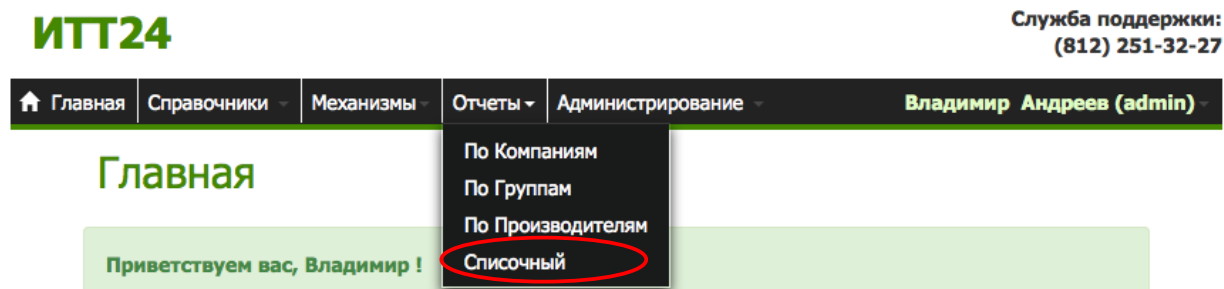 ИТТ24
Служба поддержки:
(812) 251-32-27
Главная Справочники Механизмы Отчеты Администрирование Владимир Андреев (admin)
По Компаниям
По Группам
По Производителям
Списочный
Главная
Приветствуем вас, Владимир !